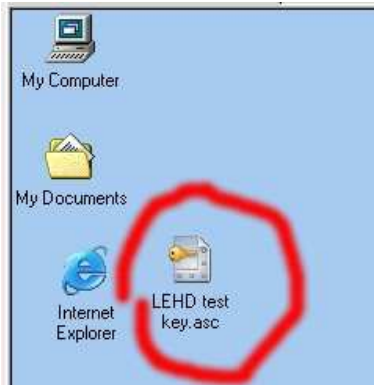 My Computer
My Documents
Internet
Explorer
LEHD test
key.asc